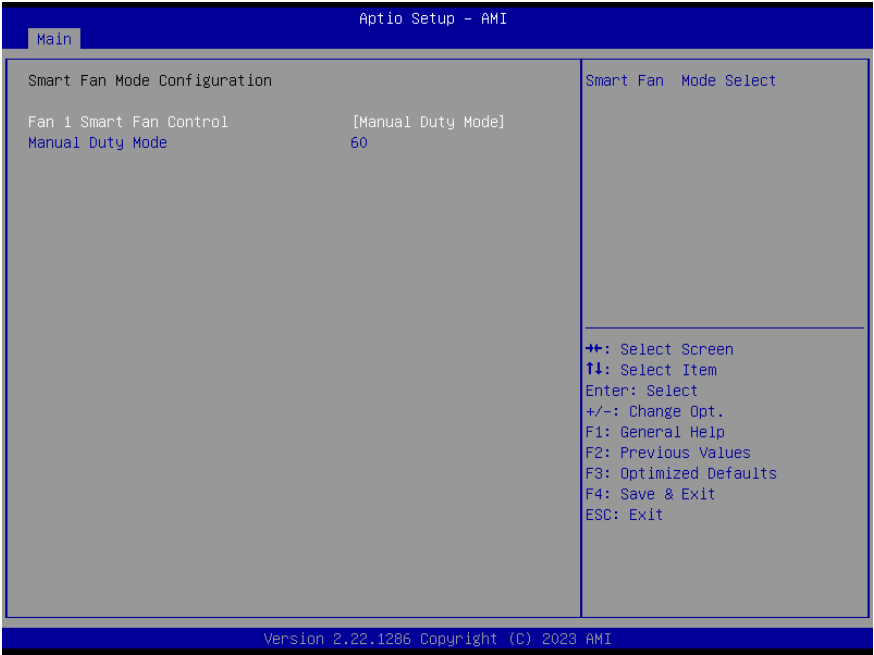 Aptio Setup – AMI
Main
Smart Fan Mode Configuration
Fan 1 Smart Fan Control [Manual Duty Mode]
Manual Duty Mode 60
Smart Fan  Mode Select
→←: Select Screen
↑↓: Select Item
Enter: Select
+/-: Change Opt.
F1: General Help
F2: Previous Values
F3: Optimized Defaults
F4: Save & Exit
ESC: Exit
Version 2.22.1286 Copyright (C) 2023 AMI